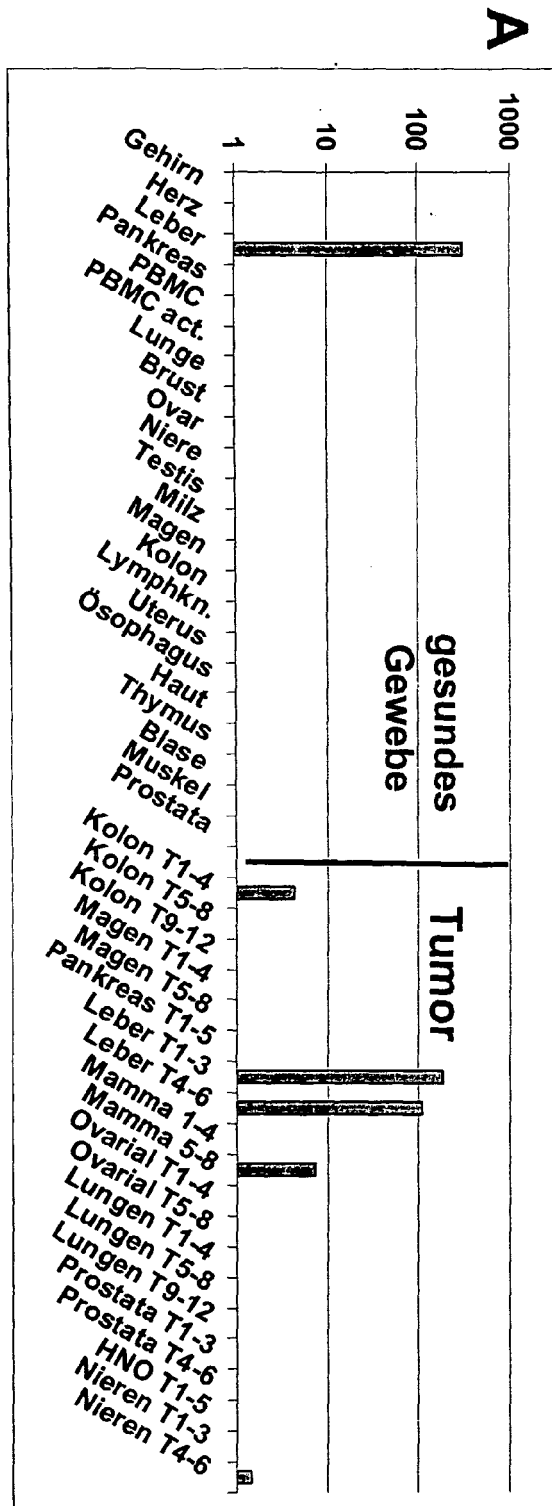 A
1000
100
10
1
gesundes
Gewebe
Tumor
Gehirn
Herz
Leber
Pankreas
PBMC
PBMC act.
Lunge
Brust
Ovar
Niere
Testis
Milz
Magen
Kolon
Lymphkn.
Uterus
Ösophagus
Haut
Thymus
Blase
Muskel
Prostata
Kolon T1-4
Kolon T5-8
Kolon T9-12
Magen T1-4
Magen T5-8
Pankreas T1-5
Leber T1-3
Leber T4-6
Mamma 1-4
Mamma 5-8
Ovarial T1-4
Ovarial T5-8
Lungen T1-4
Lungen T5-8
Lungen T9-12
Prostata T1-3
Prostata T4-6
HNO T1-5
Nieren T1-3
Nieren T4-6